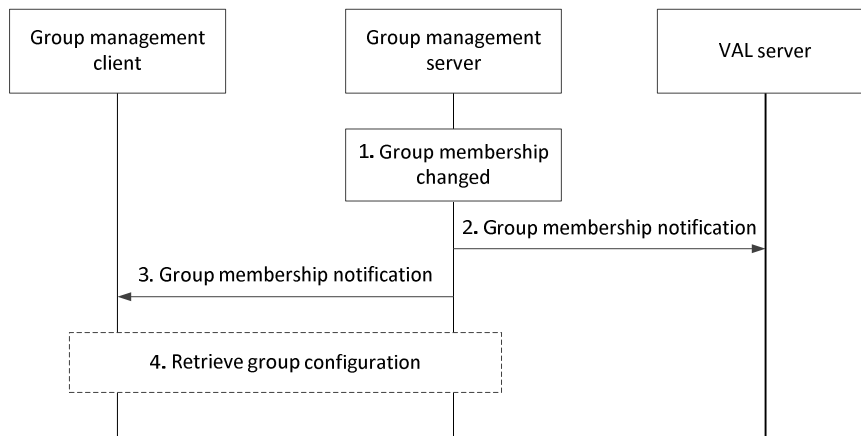 Group management
client
Group management
server
VAL server
1. Group membership
changed
2. Group membership notification
3. Group membership notification
4. Retrieve group configuration